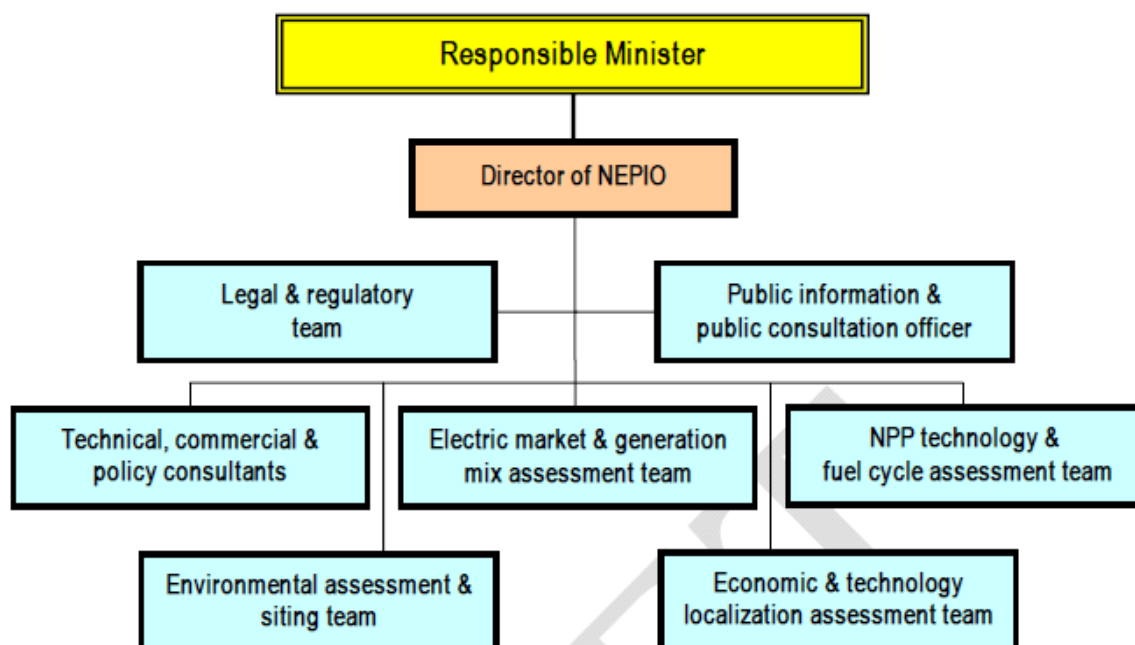 Responsible Minister
Director of NEPIO
Legal & regulatory
team
Public information &
public consultation officer
Technical, commercial &
policy consultants
Electric market & generation
mix assessment team
NPP technology &
fuel cycle assessment team
Environmental assessment &
siting team
Economic & technology
localization assessment team